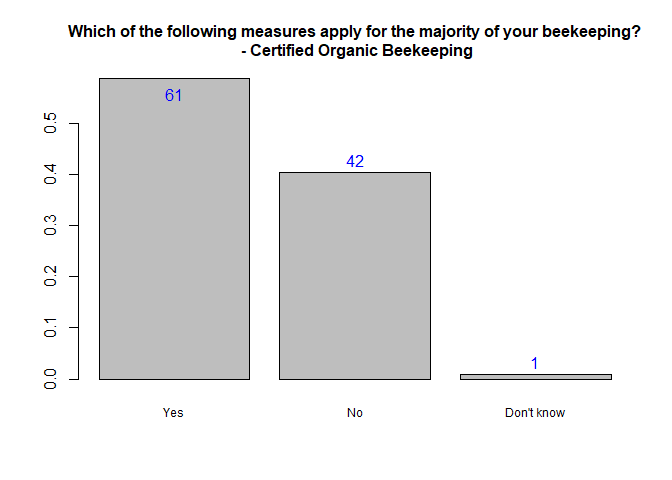 Which of the following measures apply for the majority of your beekeeping?
- Certified Organic Beekeeping
61
42
1
0.5
0.4
0.3
0.2
0.1
0.0
Yes
No
Don't know